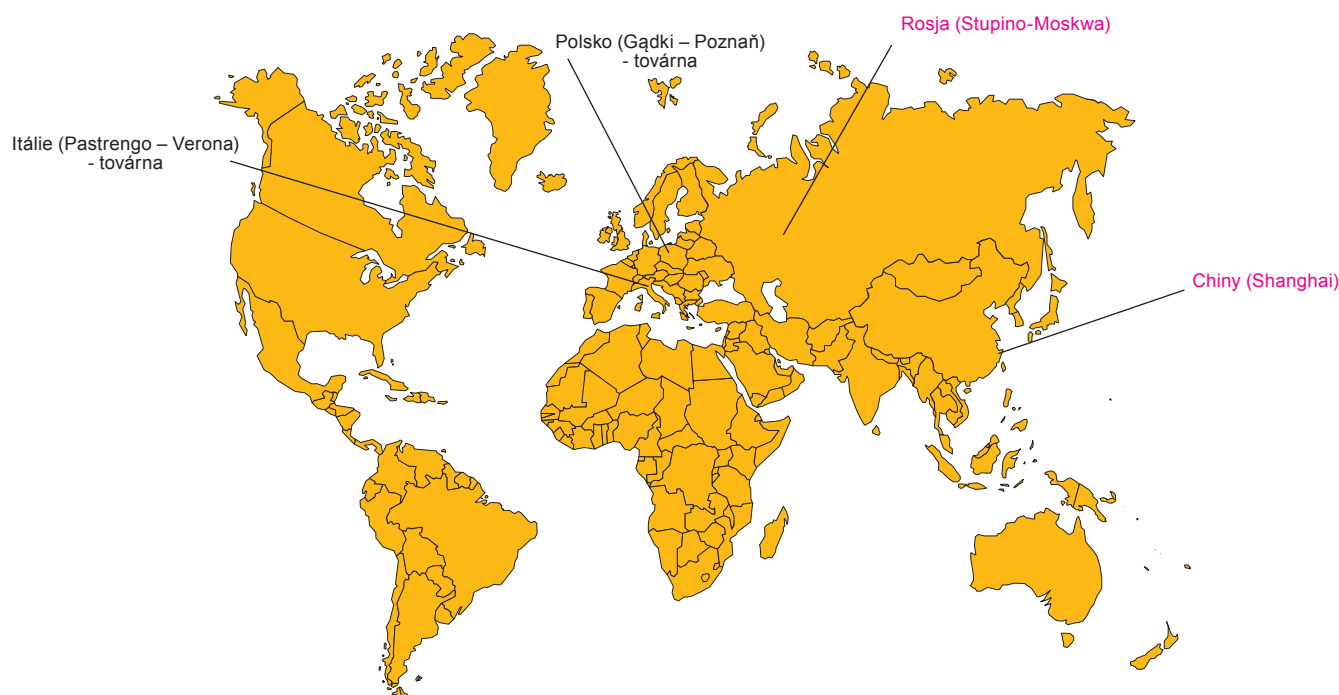 Rosja (Stupino-Moskwa)
Polsko (Gądki – Poznaň)
- továrna
Itálie (Pastrengo – Verona)
- továrna
Chiny (Shanghai)